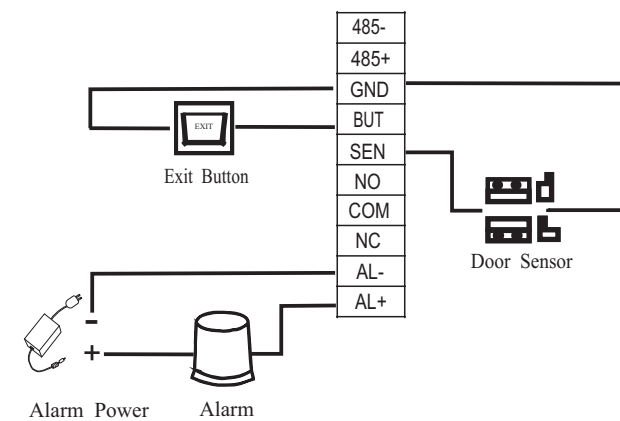 485-
485+
GND
BUT
SEN
NO
COM
NC
AL-
AL+
EXIT
Exit Button
Door Sensor
-
+
Alarm Power
Alarm